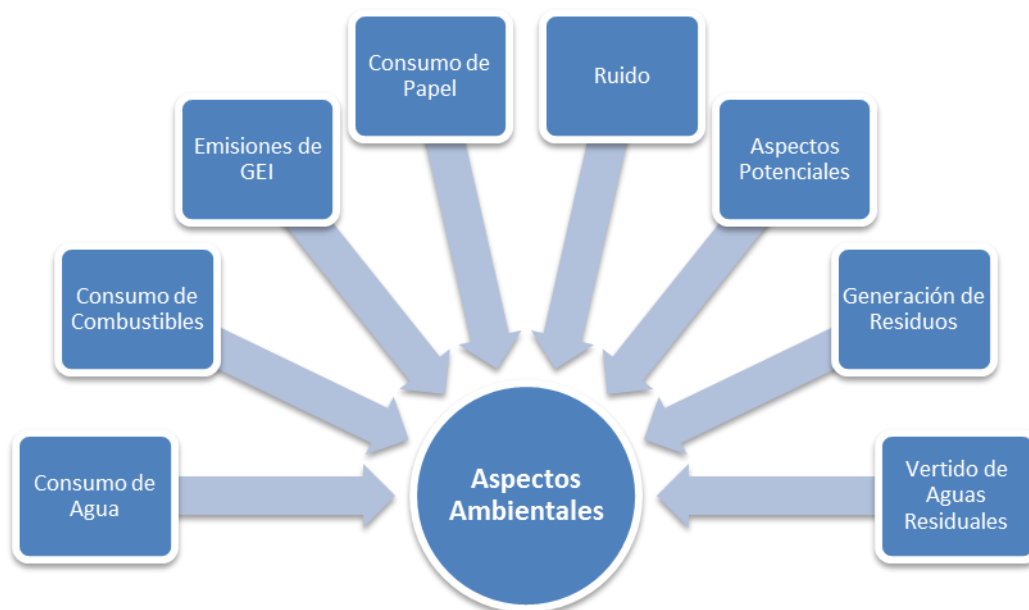 Consumo de
Papel
Ruido
Emisiones de
GEI
Aspectos
Potenciales
Consumo de
Combustibles
Generación de
Residuos
Consumo de
Agua
Aspectos
Ambientales
Vertido de
Aguas
Residuales